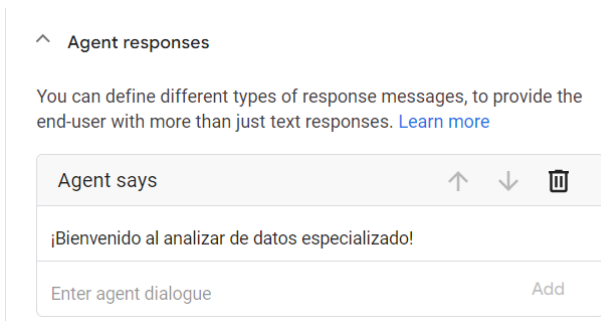 Agent responses
You can define different types of response messages, to provide the
end-user with more than just text responses. Learn more
Agent says
¡Bienvenido al analizar de datos especializado!
Enter agent dialogue Add